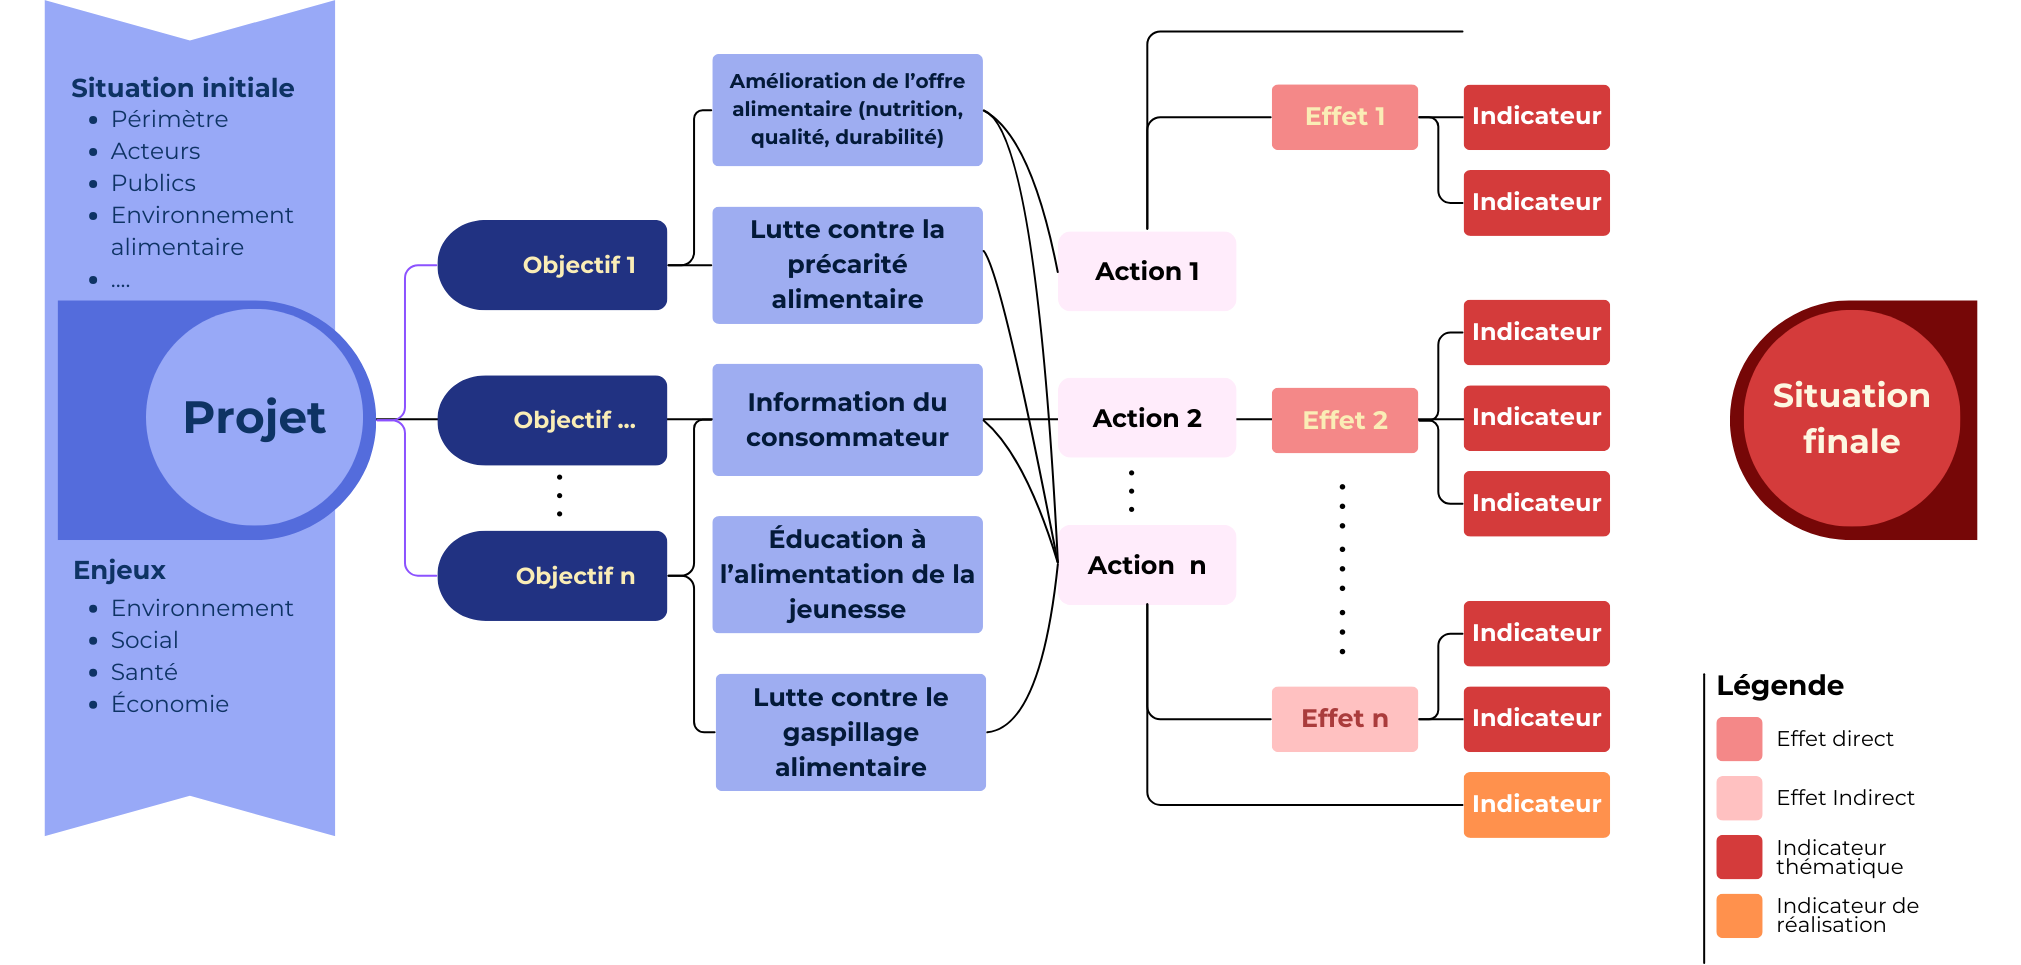 Situation initiale
Périmètre
Acteurs
Publics
Environnement
alimentaire
....
Projet
Enjeux
Environnement
Social
Santé
Économie
Objectif 1
Objectif ...
Objectif n
Amélioration de l’offre
alimentaire (nutrition,
qualité, durabilité)
Lutte contre la
précarité
alimentaire
Information du
consommateur
Éducation à
l’alimentation de la
jeunesse
Lutte contre le
gaspillage
alimentaire
Action 1
Action 2
Action n
Effet 1
Effet 2
Effet n
Indicateur
Indicateur
Indicateur
Indicateur
Indicateur
Indicateur
Indicateur
Indicateur
Situation
finale
Légende
Effet direct
Effet Indirect
Indicateur
thématique
Indicateur de
réalisation